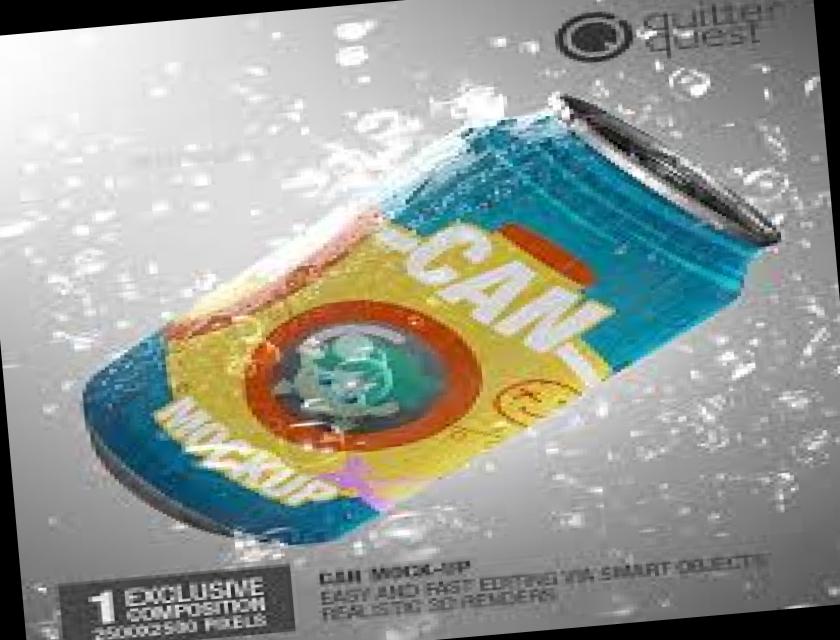 quitter
quest
CAN
MOCKUP
1 EXCLUSIVE
COMPOSITION
2500X2500 PIXELS
CAN MOCK-UP
EASY AND FAST EDITING VIA SMART OBJECTS
REALISTIC 3D RENDERS